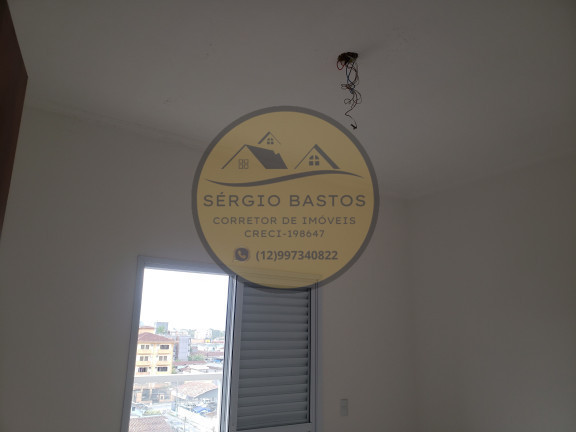 SÉRGIO BASTOS
CORRETOR DE IMÓVEIS
CRECI-198647
(12)997340822